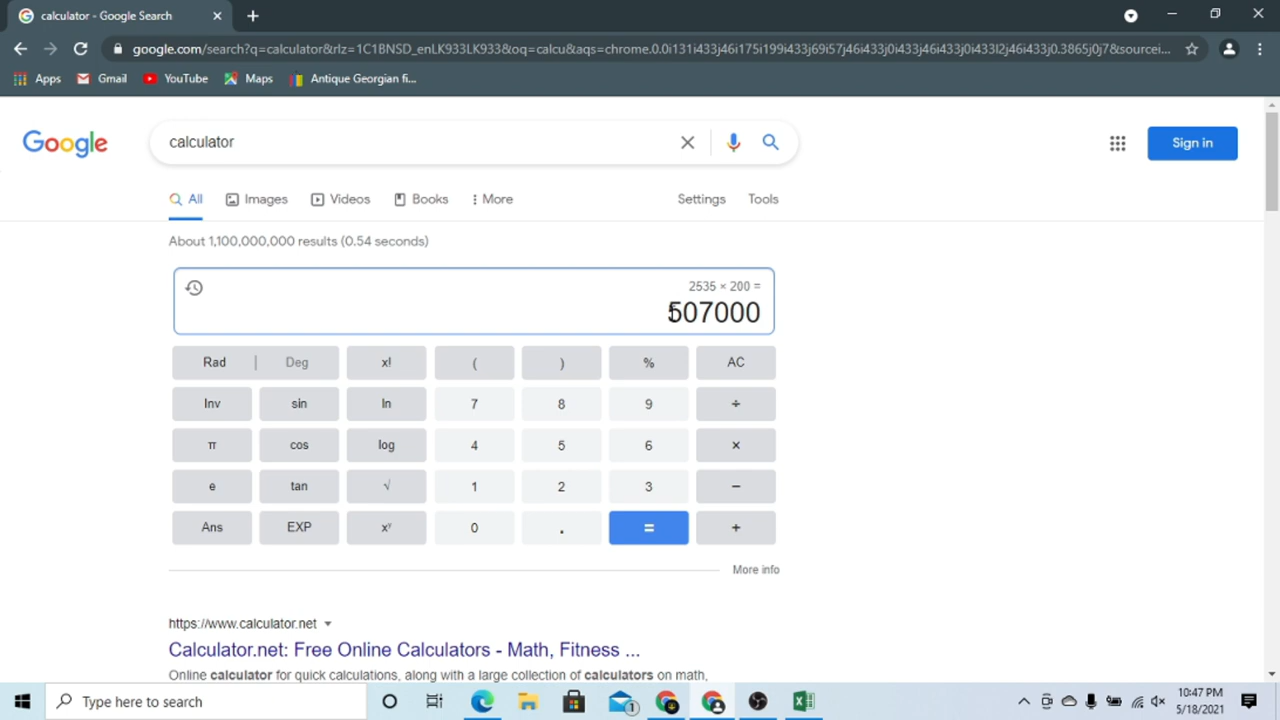 calculator - Google Search
google.com/search?q=calculator&rlz=1C1BNSD_enLK933LK933&oq=calcu&aqs=chrome.0.0i131i433j46i175i199i433j69i57j46i433j0i433j46i433j0i433l2j46i433j0.3865j0j7&sourcei...
Apps Gmail YouTube Maps Antique Georgian fi...
Google calculator Sign in
All Images Videos Books More Settings Tools
About 1,100,000,000 results (0.54 seconds)
2535 × 200 =
507000
Rad | Deg x! ( ) % AC
Inv sin ln 7 8 9 ÷
π cos log 4 5 6 ×
e tan √ 1 2 3 −
Ans EXP xʸ 0 . = +
More info
https://www.calculator.net
Calculator.net: Free Online Calculators - Math, Fitness ...
Online calculator for quick calculations, along with a large collection of calculators on math,
Type here to search 1 10:47 PM
5/18/2021